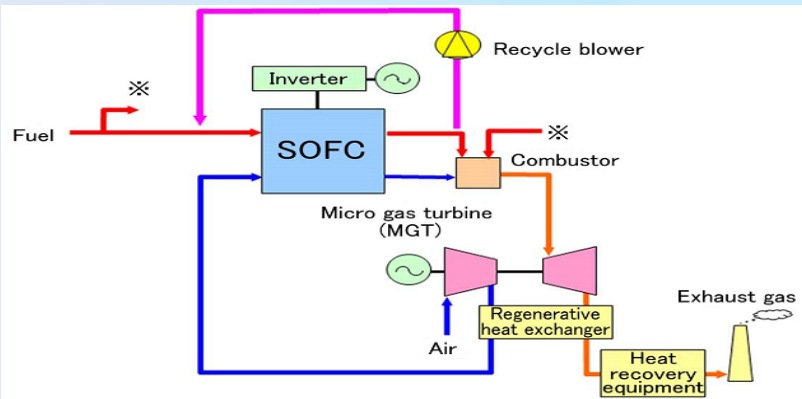 Recycle blower
Inverter
※
Fuel
SOFC
※
Combustor
Micro gas turbine
(MGT)
Exhaust gas
Regenerative
heat exchanger
Air
Heat
recovery
equipment